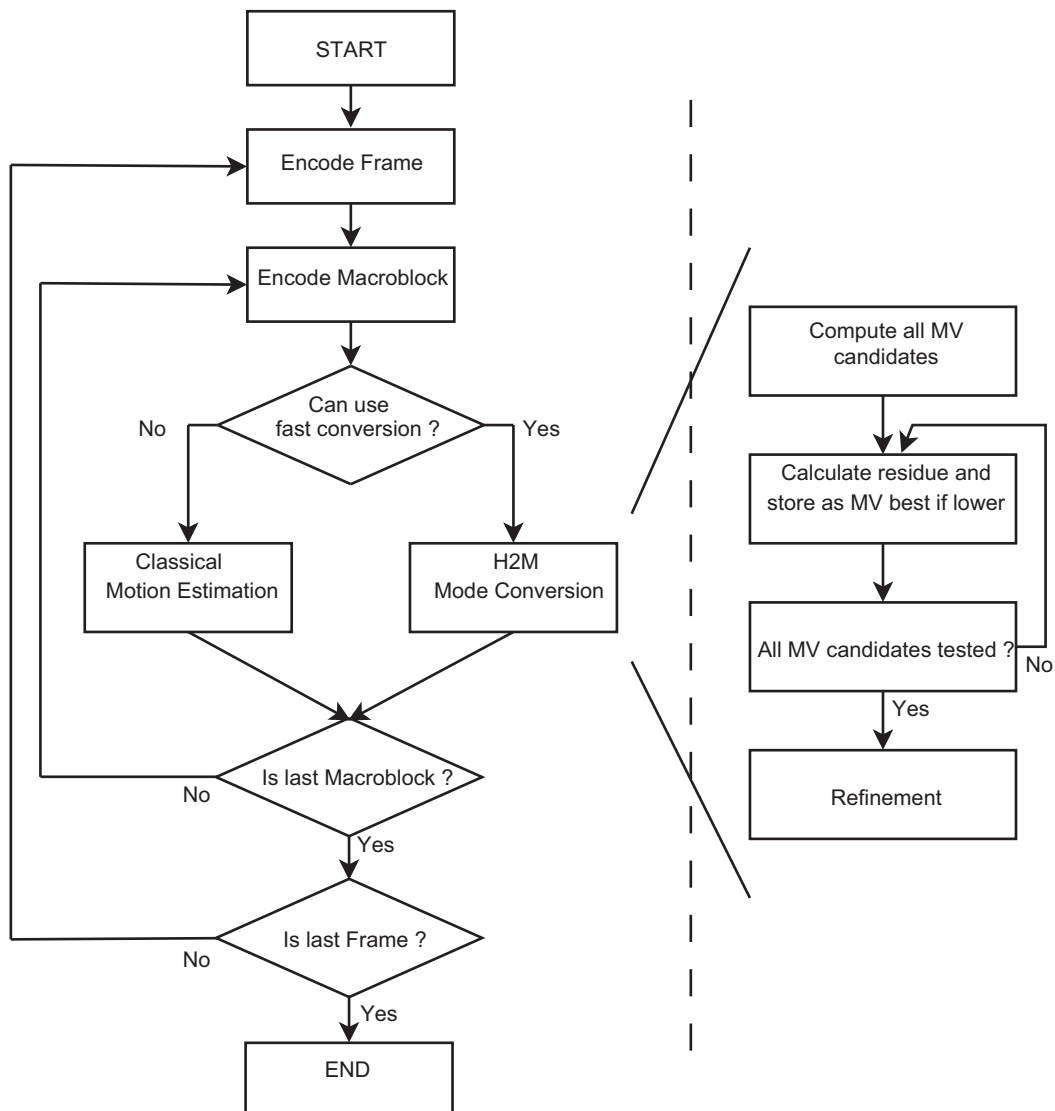 START
Encode Frame
Encode Macroblock
Can use
fast conversion ?
No
Yes
Classical
Motion Estimation
H2M
Mode Conversion
Is last Macroblock ?
No
Yes
Is last Frame ?
No
Yes
END
Compute all MV
candidates
Calculate residue and
store as MV best if lower
All MV candidates tested ?
No
Yes
Refinement